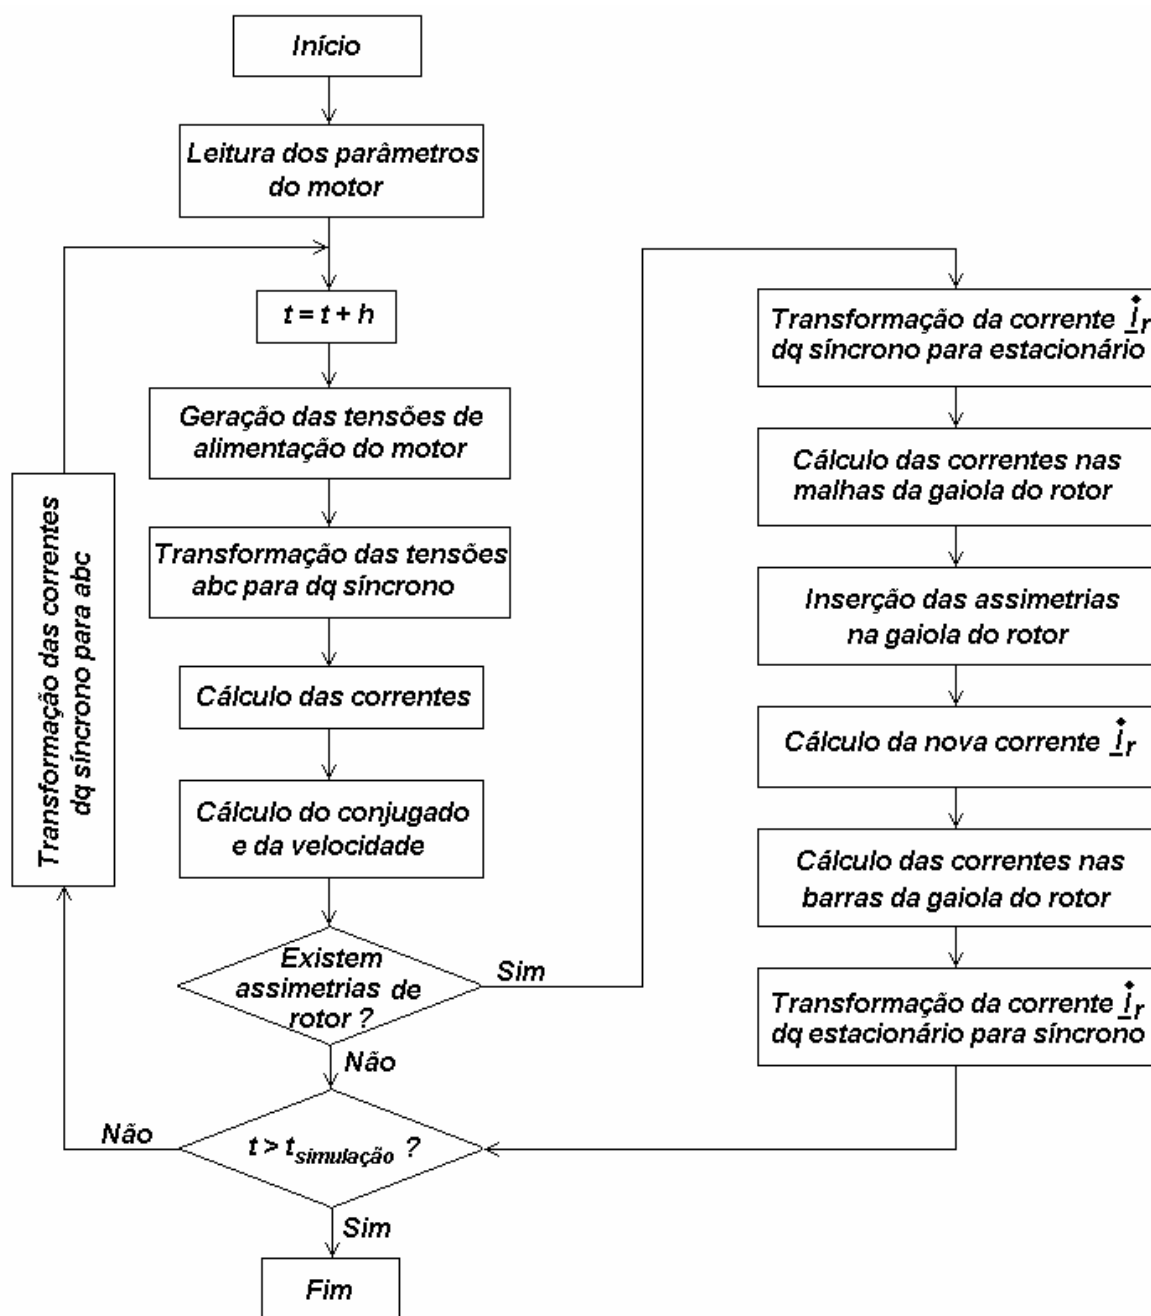 Início
Leitura dos parâmetros
do motor
t = t + h
Geração das tensões de
alimentação do motor
Transformação das tensões
abc para dq síncrono
Cálculo das correntes
Cálculo do conjugado
e da velocidade
Existem
assimetrias de
rotor ?
Sim
Não
t > t simulação ?
Não
Sim
Fim
Transformação das correntes
dq síncrono para abc
Transformação da corrente i̇r
dq síncrono para estacionário
Cálculo das correntes nas
malhas da gaiola do rotor
Inserção das assimetrias
na gaiola do rotor
Cálculo da nova corrente i̇r
Cálculo das correntes nas
barras da gaiola do rotor
Transformação da corrente i̇r
dq estacionário para síncrono